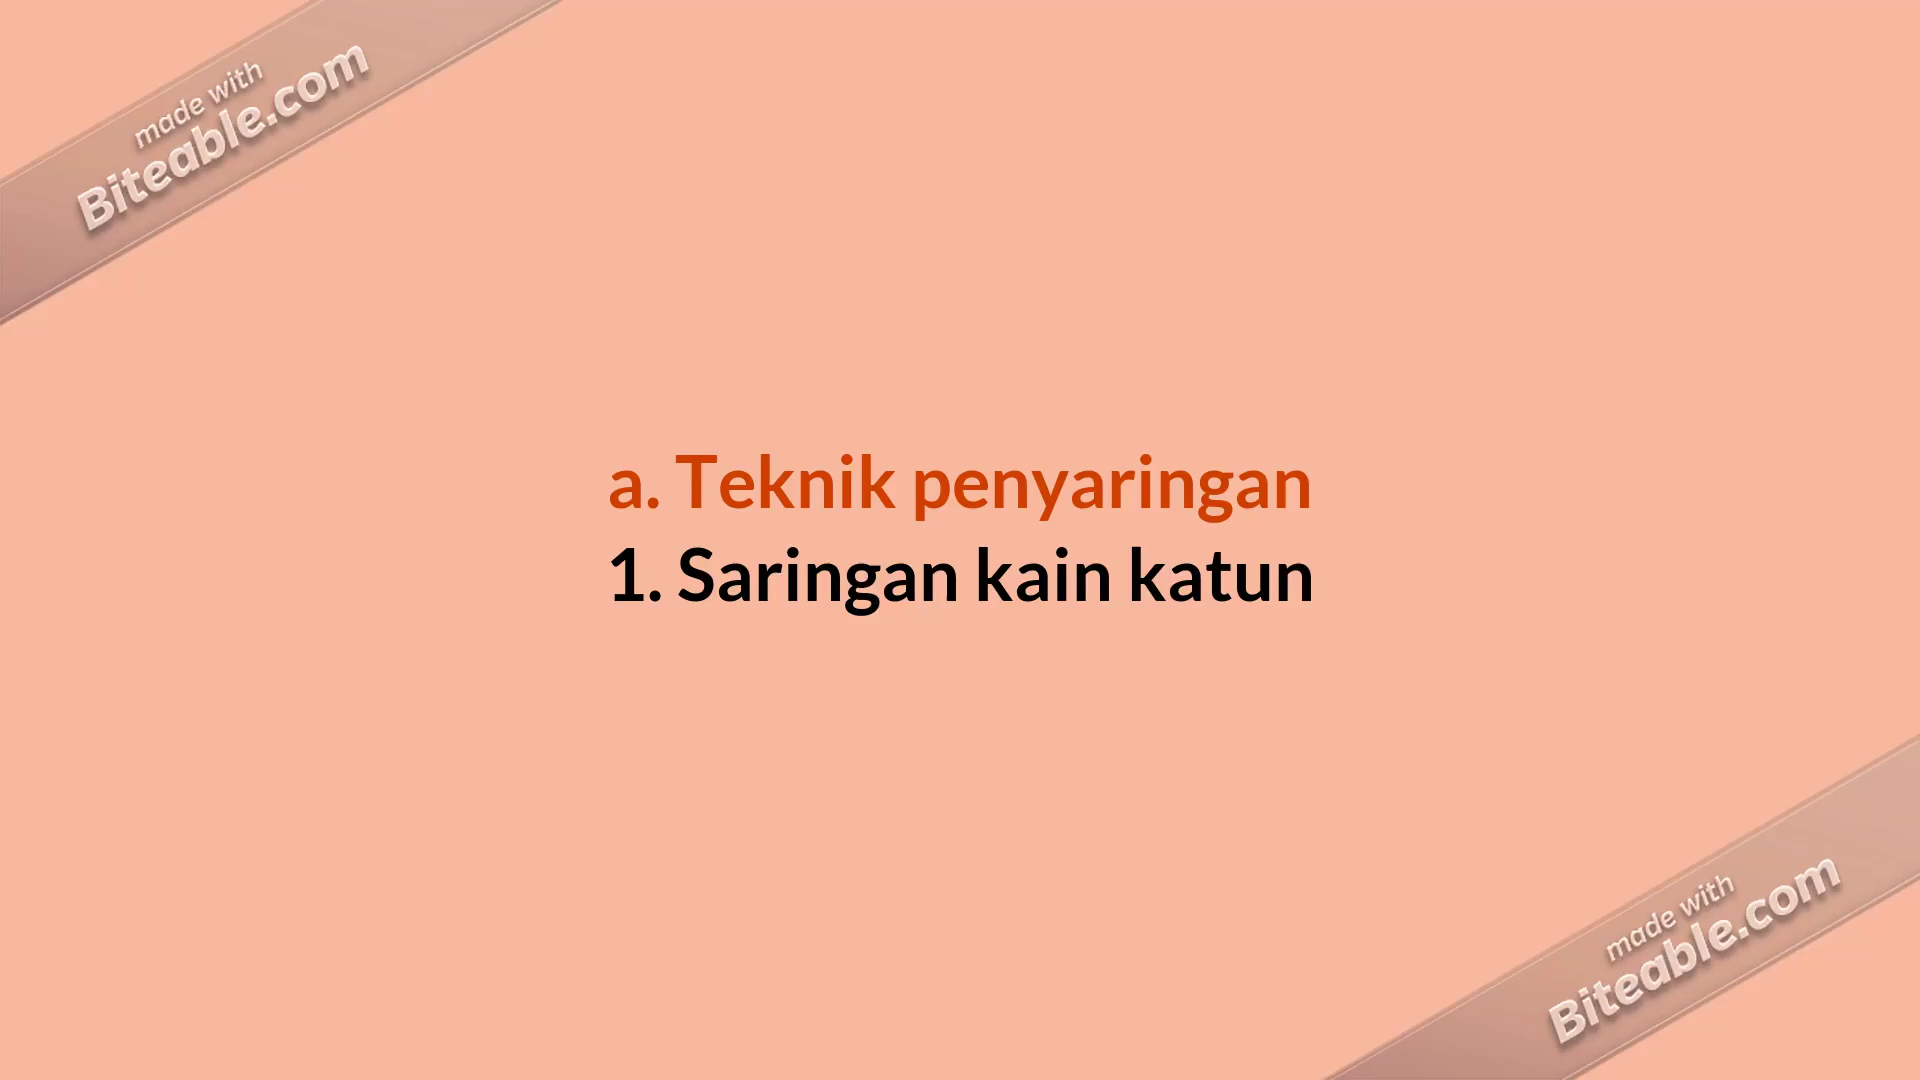 made with
Biteable.com
a. Teknik penyaringan
1. Saringan kain katun
made with
Biteable.com